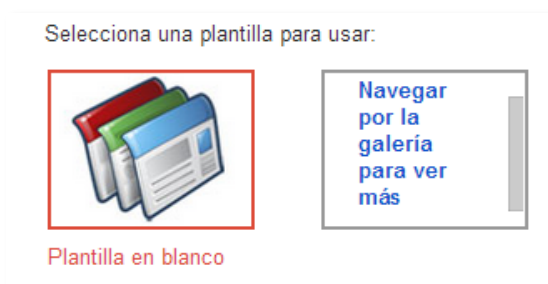 Selecciona una plantilla para usar:
Navegar
por la
galería
para ver
más
Plantilla en blanco